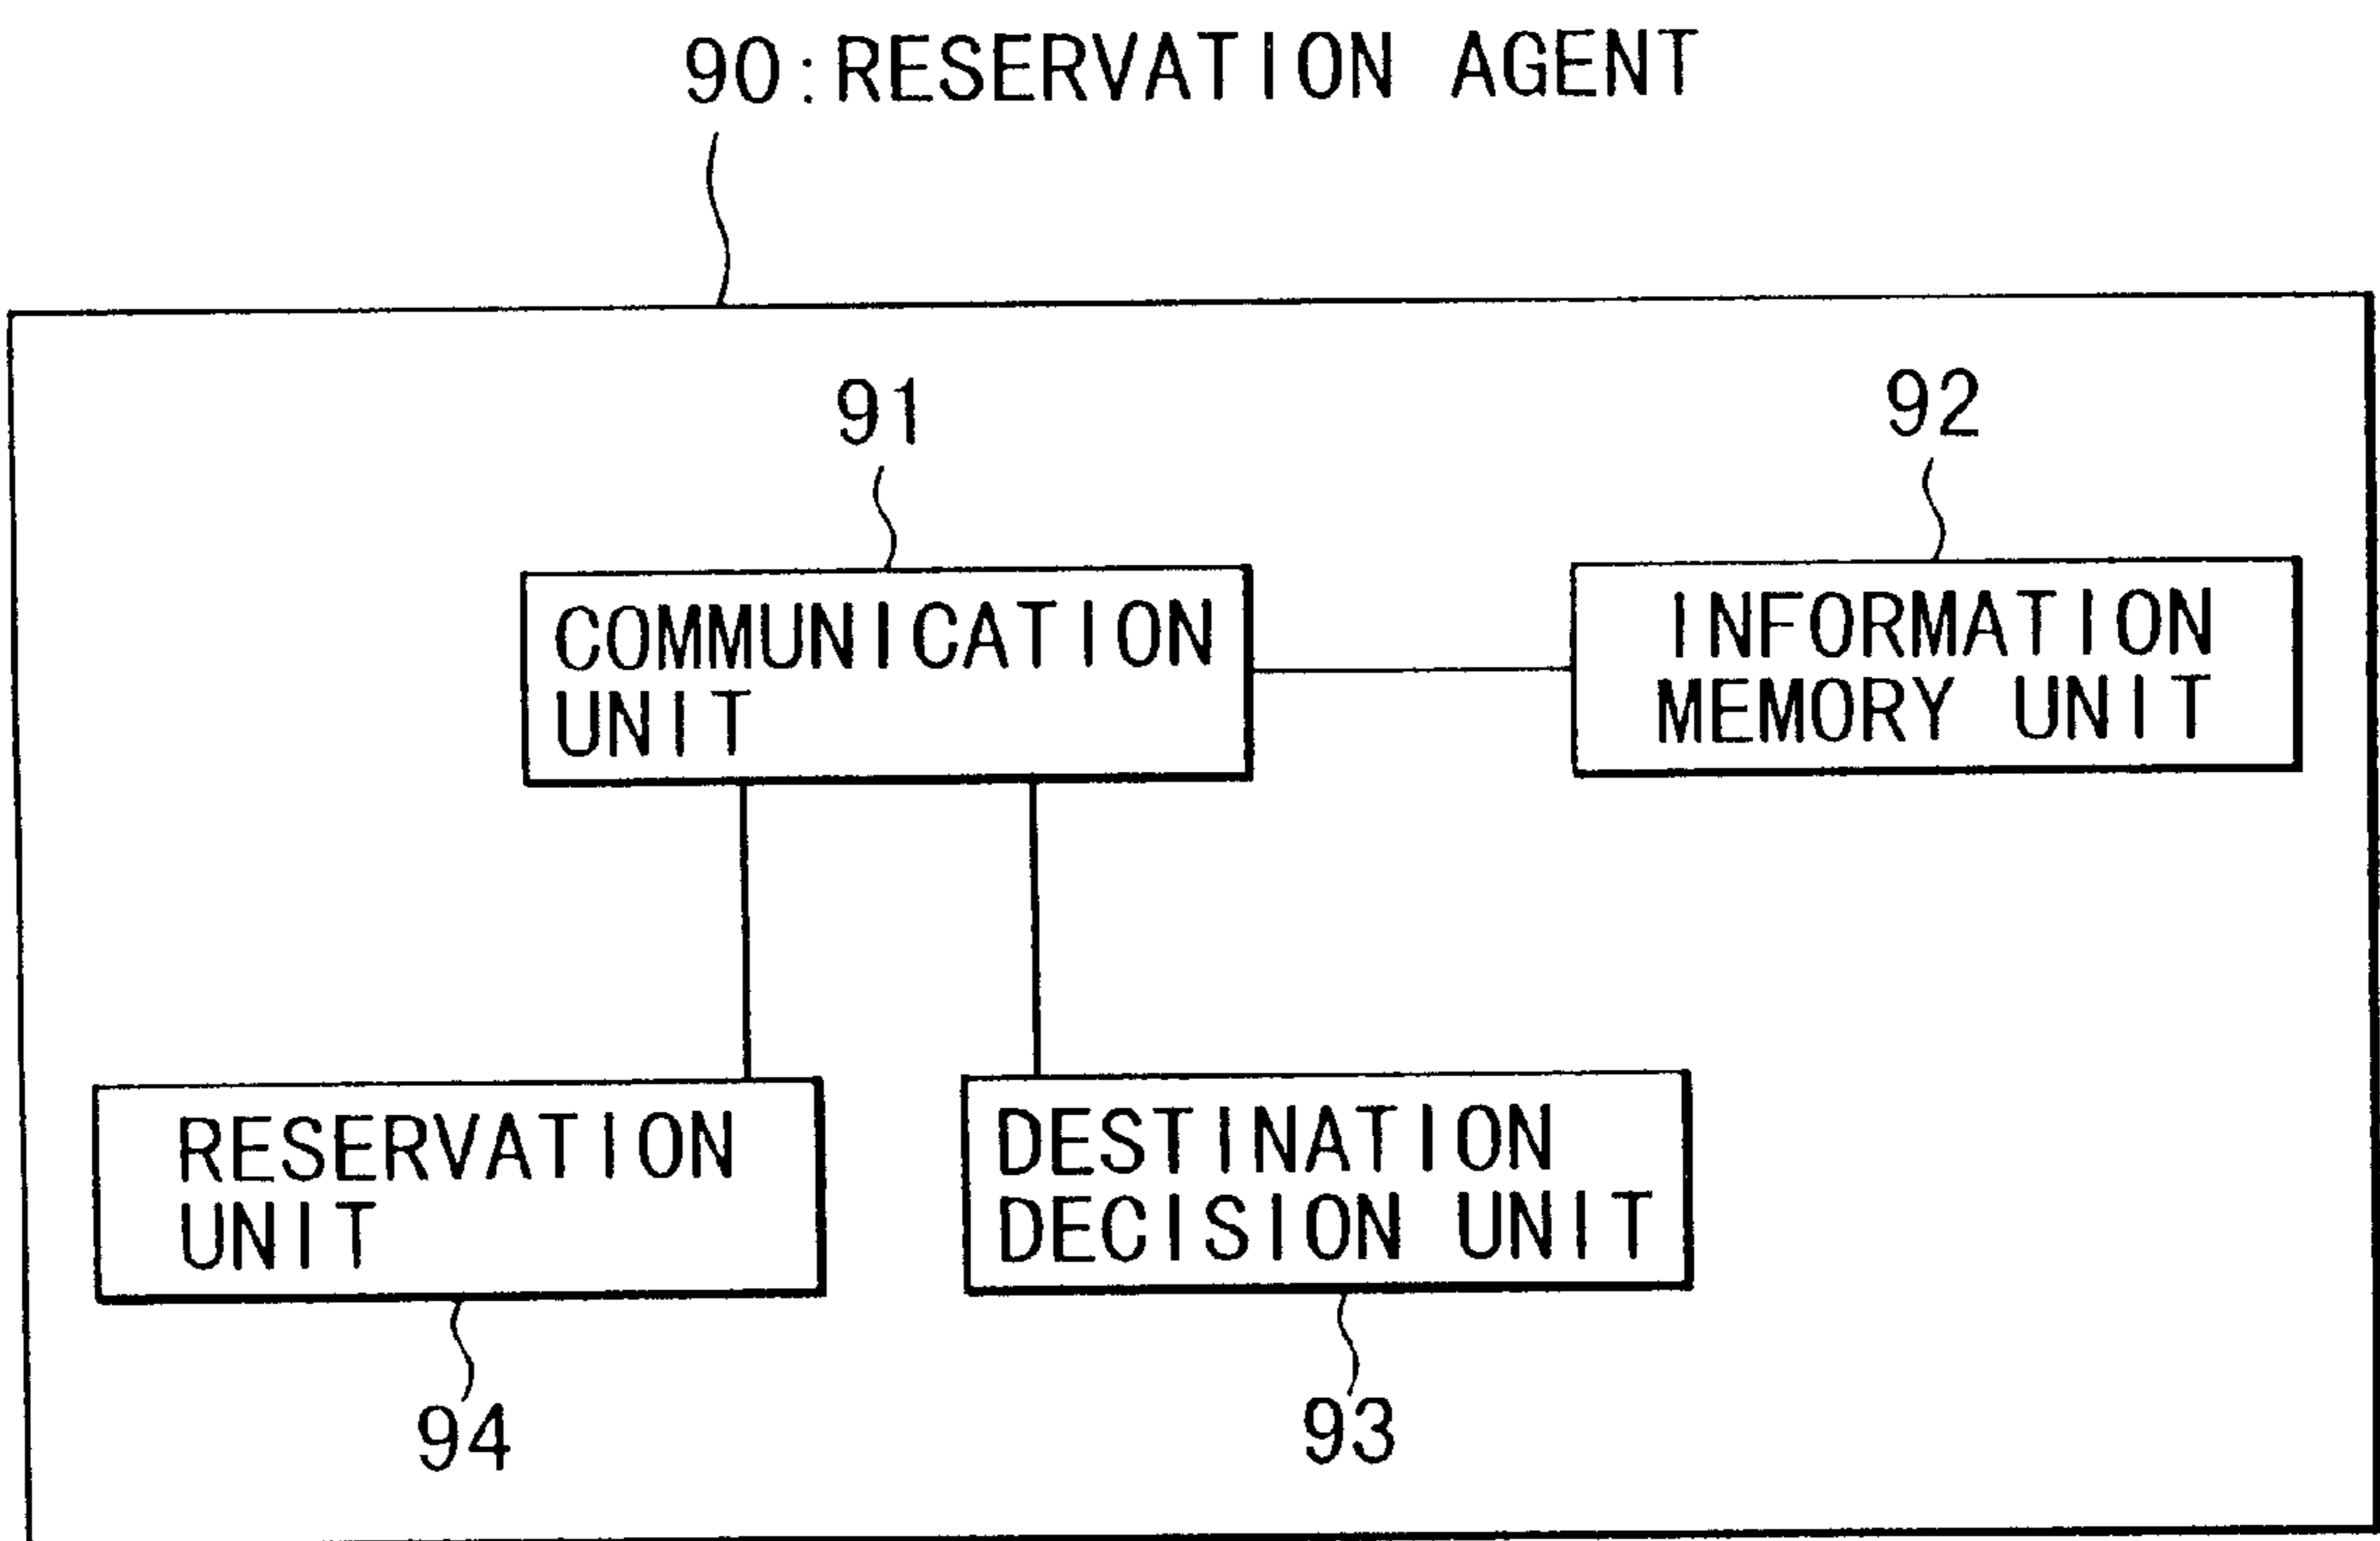 90:RESERVATION AGENT
91
92
COMMUNICATION
UNIT
INFORMATION
MEMORY UNIT
RESERVATION
UNIT
DESTINATION
DECISION UNIT
94
93